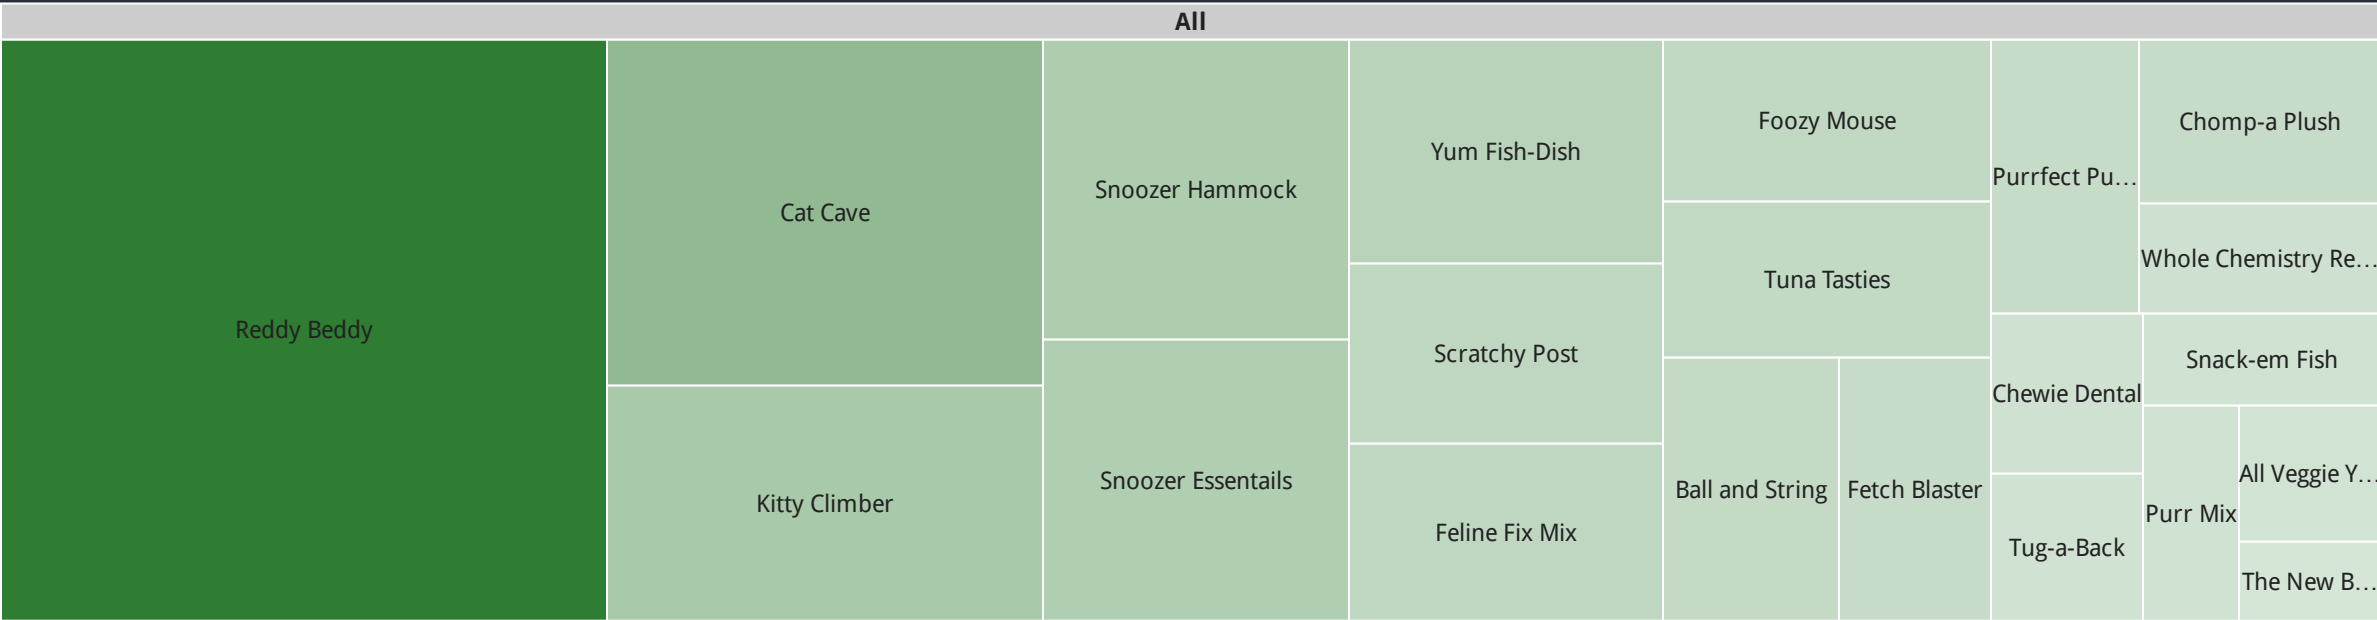 All
Reddy Beddy
Cat Cave
Kitty Climber
Snoozer Hammock
Snoozer Essentails
Yum Fish-Dish
Scratchy Post
Feline Fix Mix
Foozy Mouse
Tuna Tasties
Ball and String
Fetch Blaster
Purrfect Pu…
Chomp-a Plush
Whole Chemistry Re…
Chewie Dental
Tug-a-Back
Snack-em Fish
Purr Mix
All Veggie Y…
The New B…